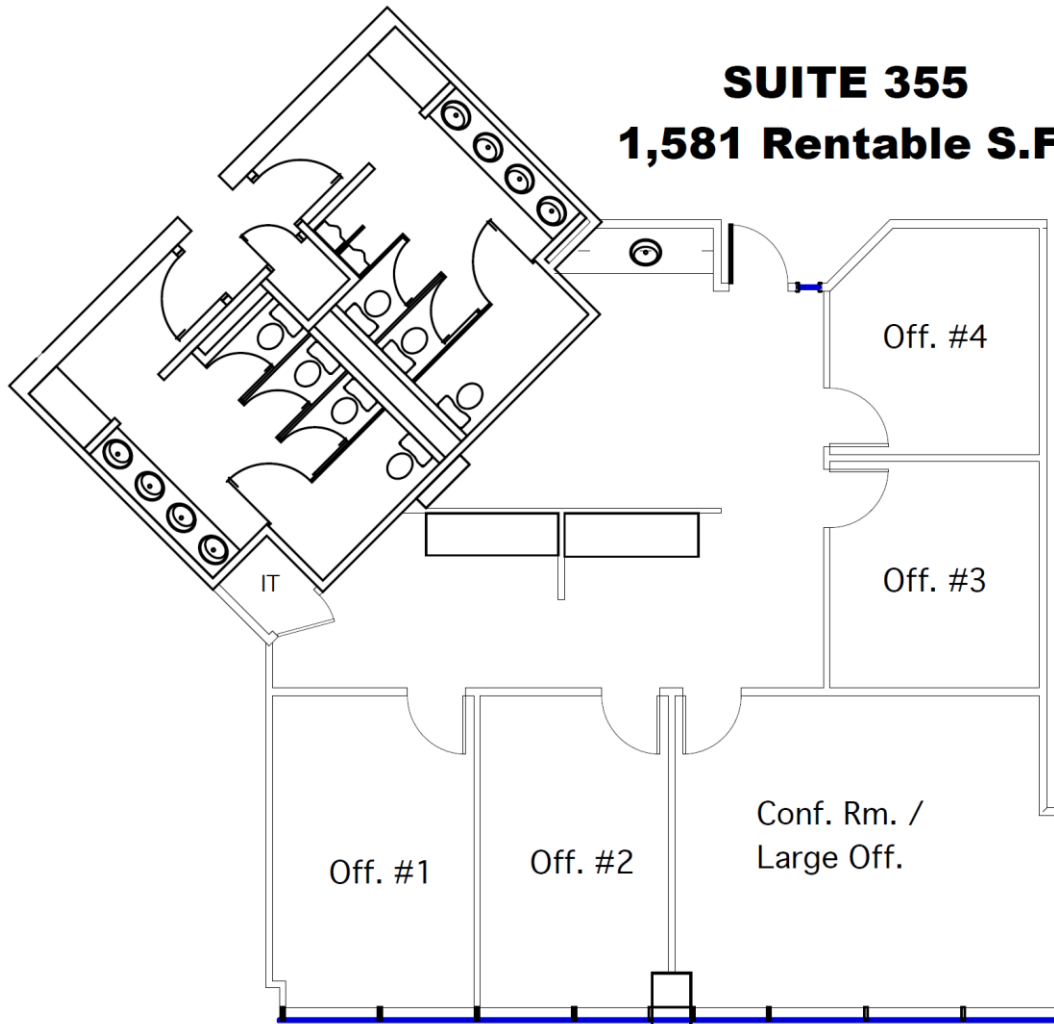 SUITE 355
1,581 Rentable S.F
Off. #4
Off. #3
IT
Conf. Rm. /
Large Off.
Off. #1
Off. #2